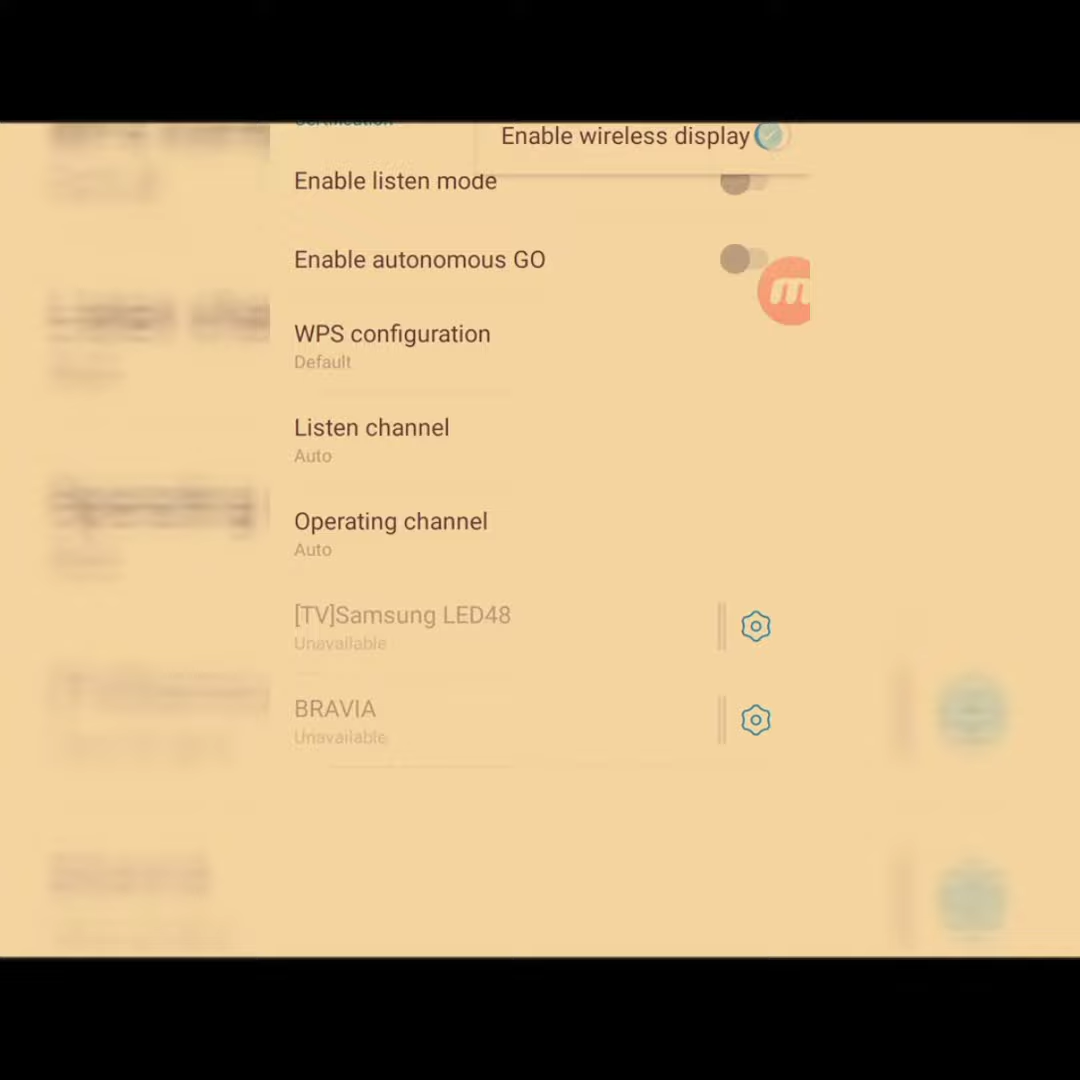 Certification
Enable wireless display
Enable listen mode
Enable autonomous GO
WPS configuration
Default
Listen channel
Auto
Operating channel
Auto
[TV]Samsung LED48
Unavailable
BRAVIA
Unavailable